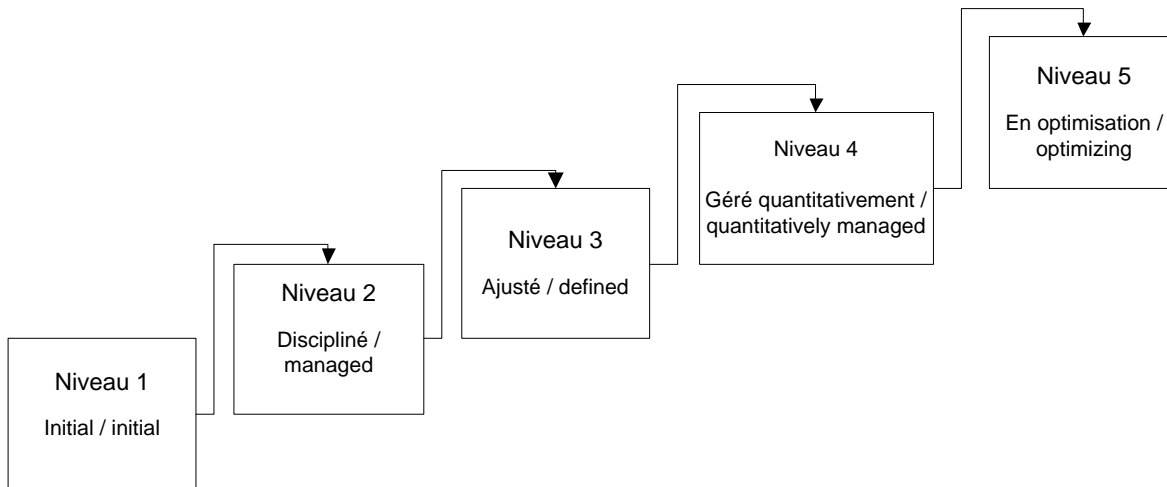 Niveau 1
Initial / initial
Niveau 2
Discipliné /
managed
Niveau 3
Ajusté / defined
Niveau 4
Géré quantitativement /
quantitatively managed
Niveau 5
En optimisation /
optimizing